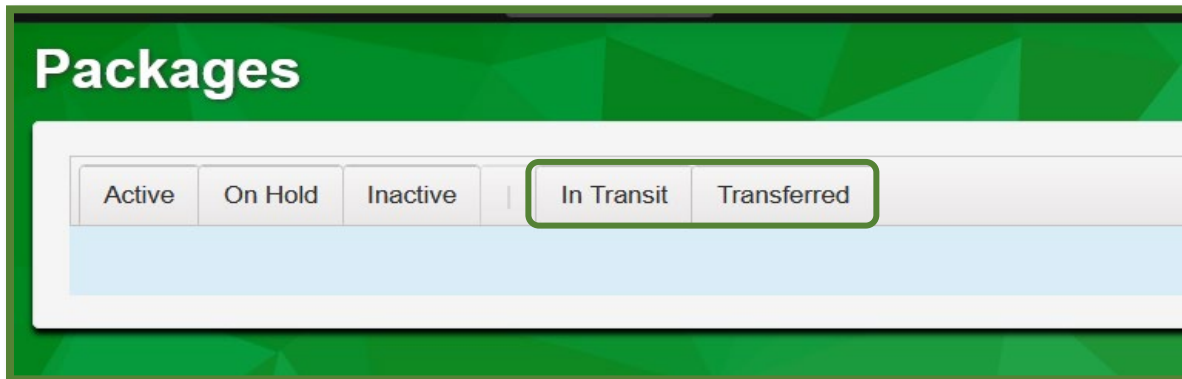 Packages
Active On Hold Inactive | In Transit Transferred